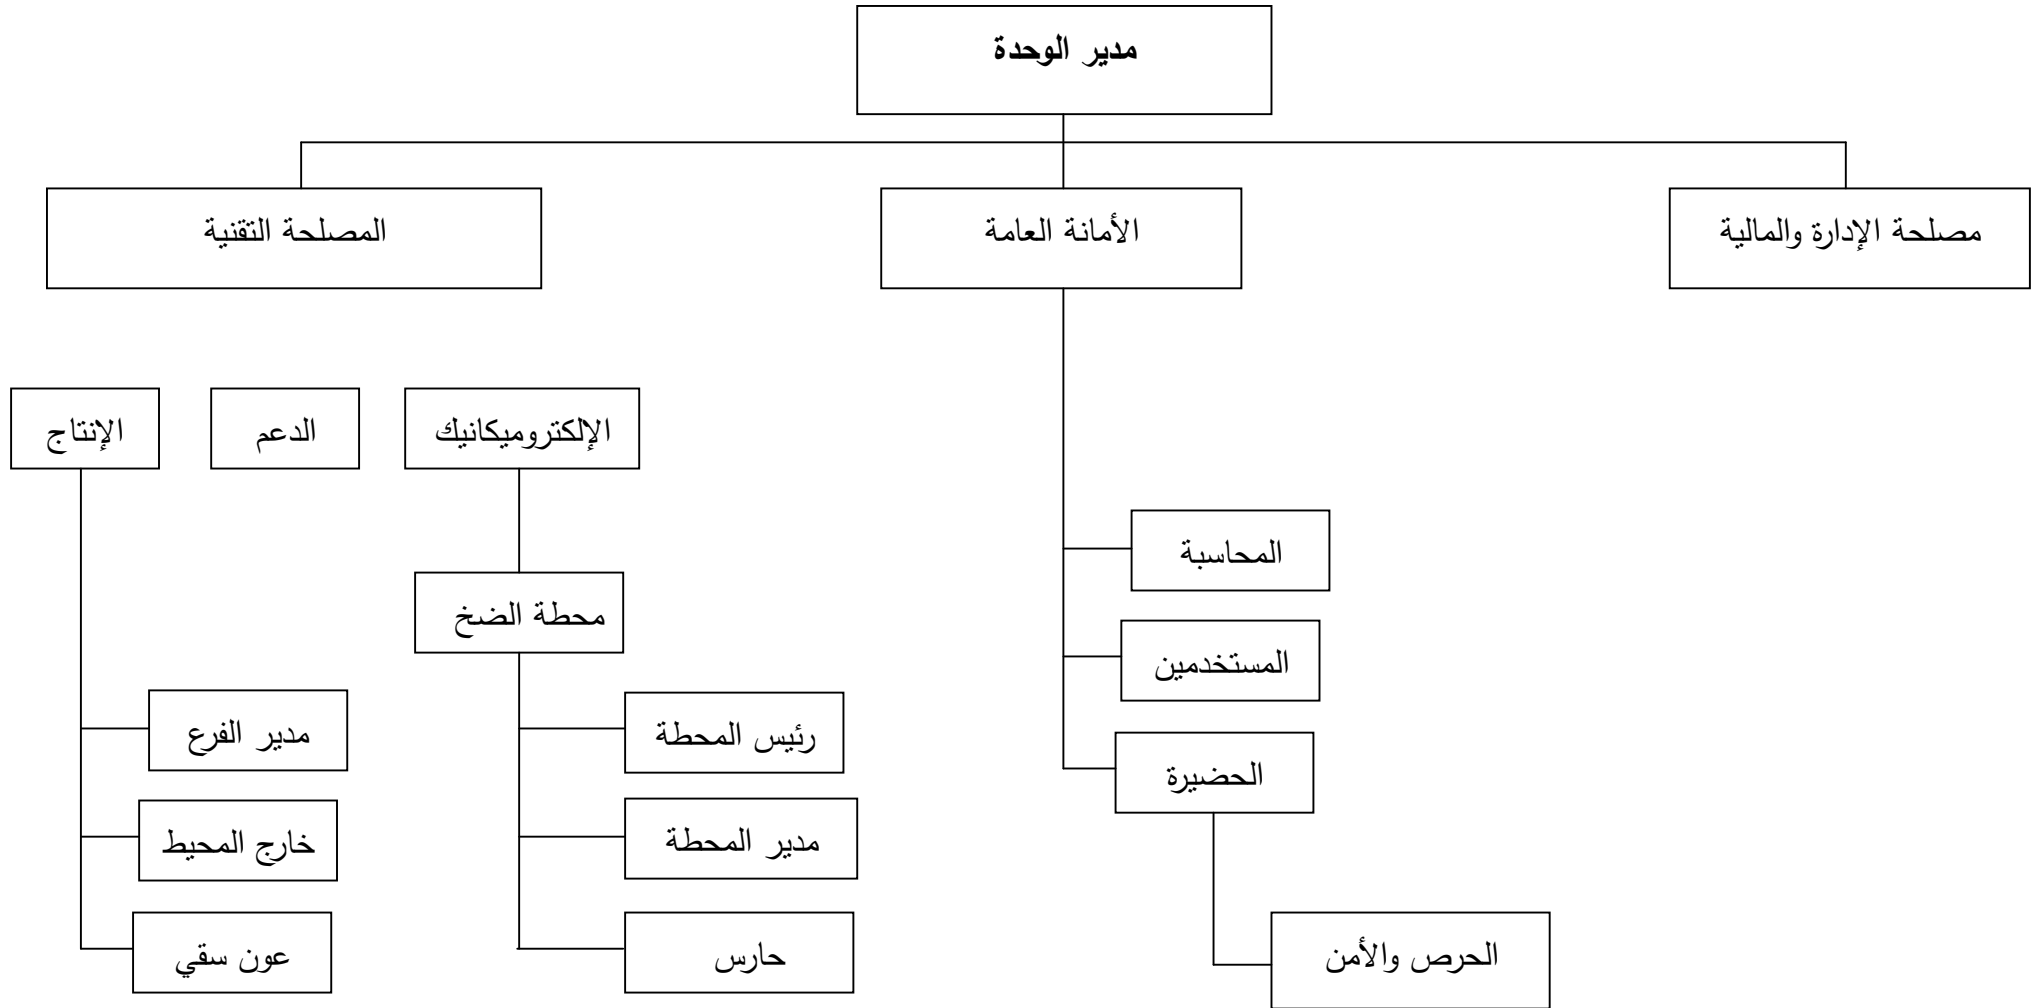 مدير الوحدة
مصلحة الإدارة والمالية
الأمانة العامة
المصلحة التقنية
الإلكتروميكانيك
الدعم
الإنتاج
المحاسبة
محطة الضخ
المستخدمين
رئيس المحطة
مدير الفرع
الحضيرة
مدير المحطة
خارج المحيط
الحرص والأمن
حارس
عون سقي